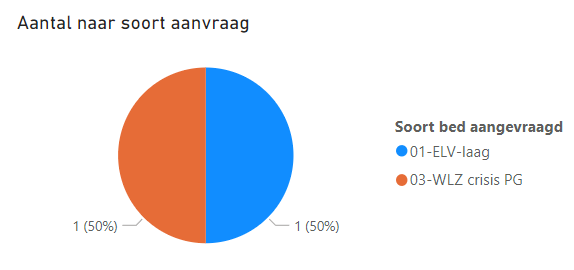 Aantal naar soort aanvraag
Soort bed aangevraagd
01-ELV-laag
03-WLZ crisis PG
1 (50%)
1 (50%)